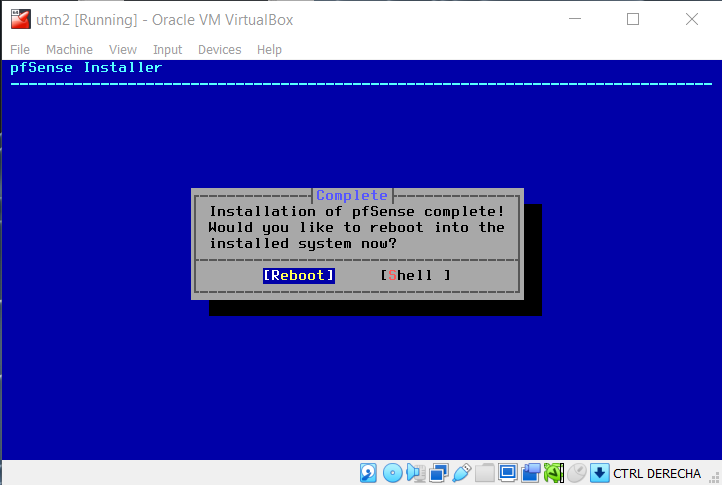 utm2 [Running] - Oracle VM VirtualBox
File Machine View Input Devices Help
pfSense Installer
Complete
Installation of pfSense complete!
Would you like to reboot into the
installed system now?
[Reboot] [Shell ]
CTRL DERECHA